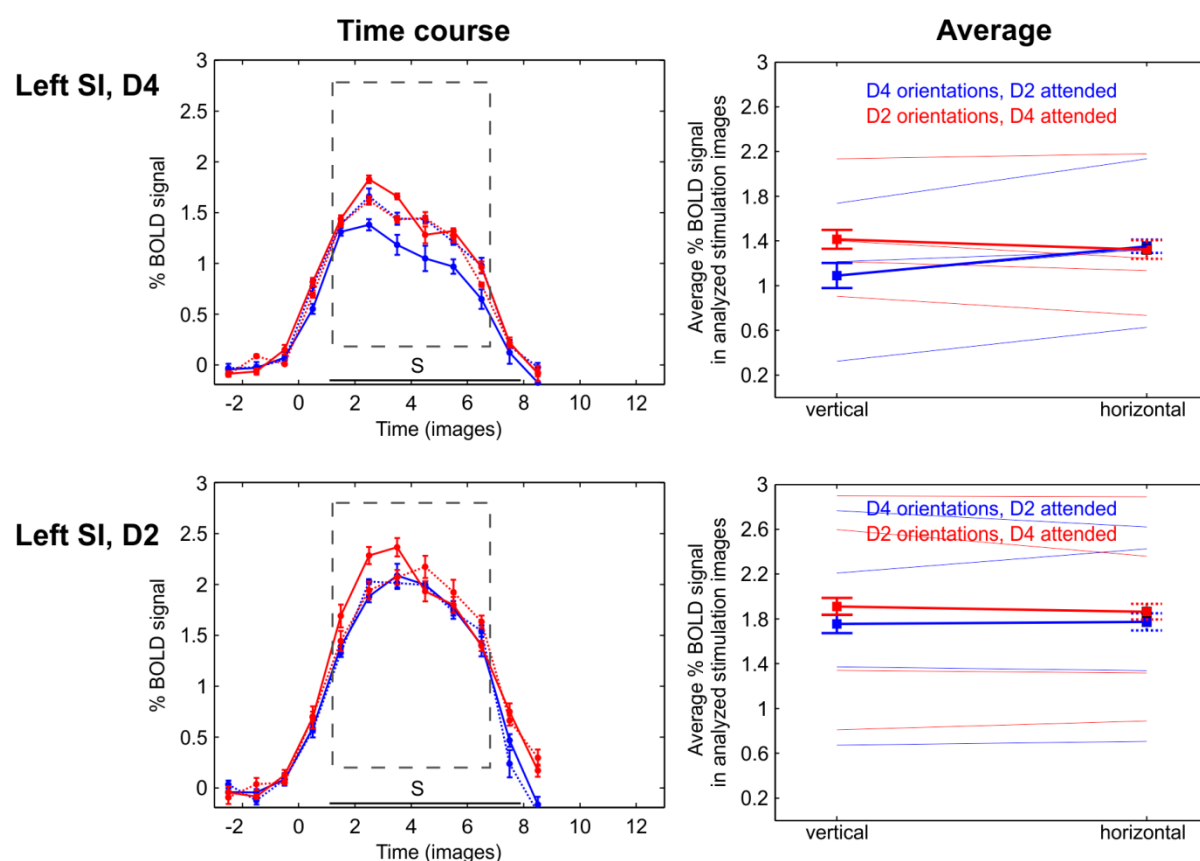 Time course
Average
Left SI, D4
3
2.5
2
1.5
1
0.5
0
% BOLD signal
S
-2 0 2 4 6 8 10 12
Time (images)
3
2.6
2.2
1.8
1.4
1
0.6
0.2
Average % BOLD signal
in analyzed stimulation images
D4 orientations, D2 attended
D2 orientations, D4 attended
vertical horizontal
Left SI, D2
3
2.5
2
1.5
1
0.5
0
% BOLD signal
S
-2 0 2 4 6 8 10 12
Time (images)
3
2.6
2.2
1.8
1.4
1
0.6
0.2
Average % BOLD signal
in analyzed stimulation images
D4 orientations, D2 attended
D2 orientations, D4 attended
vertical horizontal